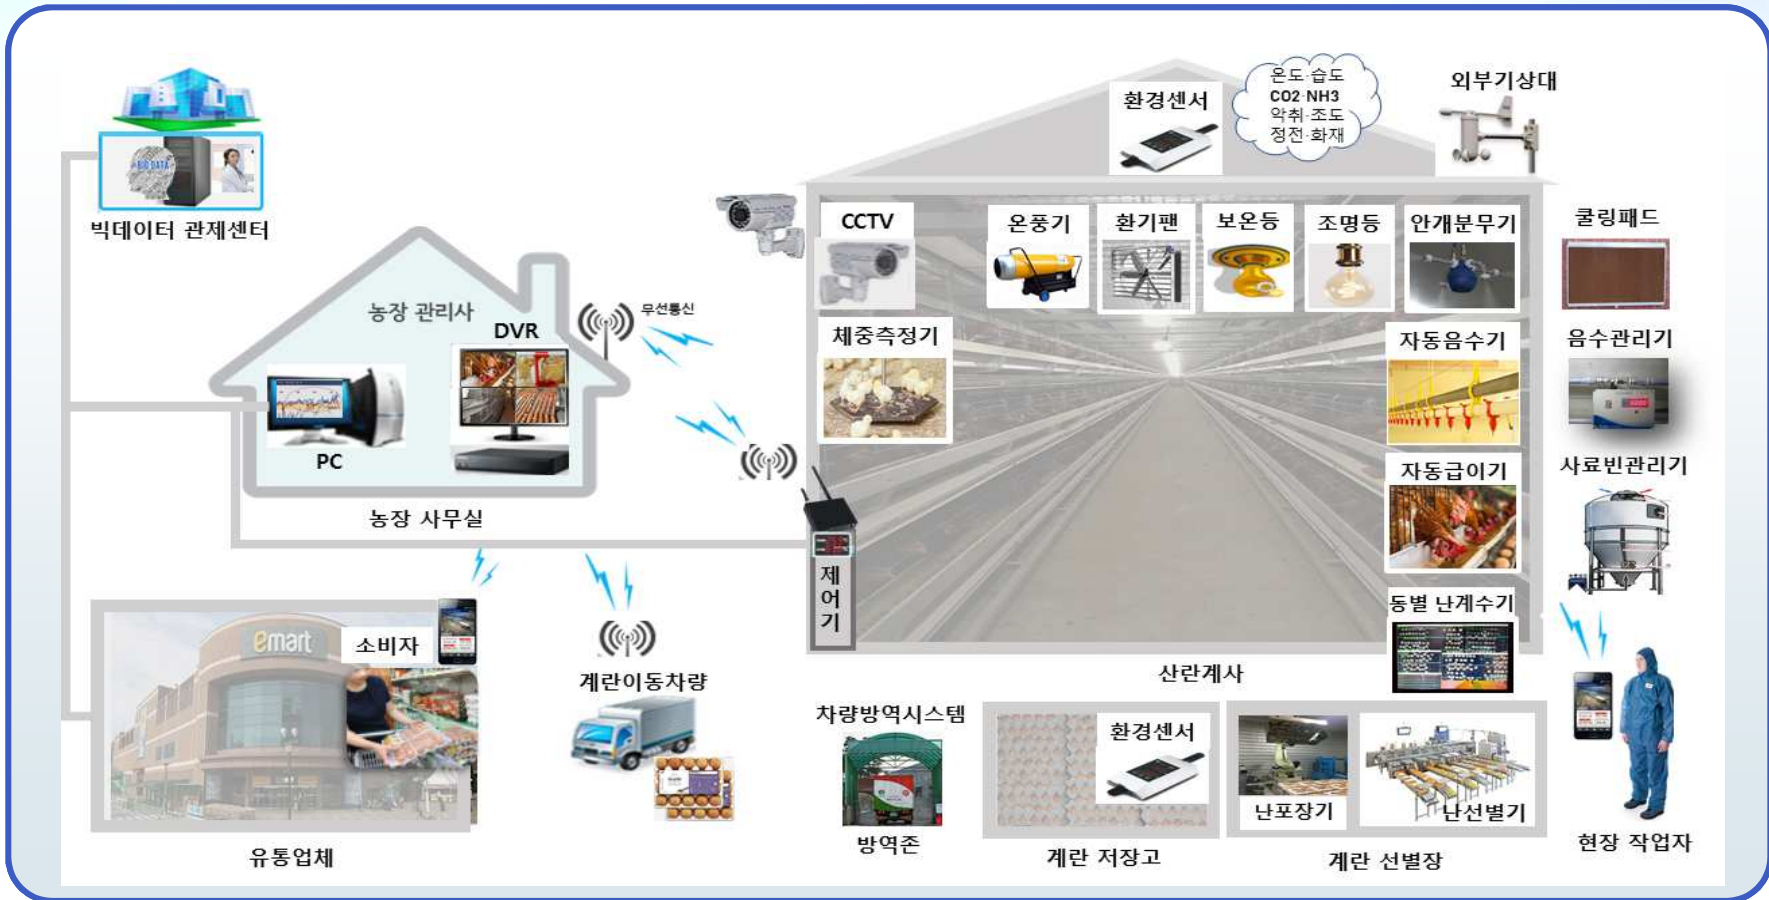 빅데이터 관제센터
BIG DATA
농장 관리사
DVR
PC
무선통신
농장 사무실
환경센서
온도·습도
CO2·NH3
악취·조도
정전·화재
외부기상대
CCTV
온풍기
환기팬
보온등
조명등
안개분무기
쿨링패드
체중측정기
자동음수기
음수관리기
자동급이기
사료빈관리기
제
어
기
동별 난계수기
산란계사
emart
소비자
유통업체
계란이동차량
차량방역시스템
방역존
환경센서
계란 저장고
난포장기
난선별기
계란 선별장
현장 작업자